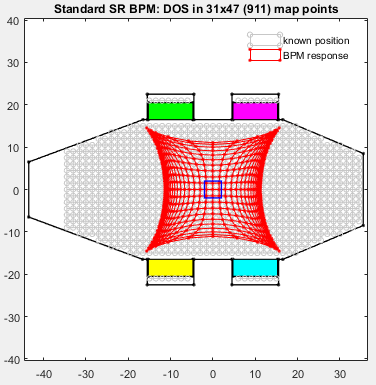 Standard SR BPM: DOS in 31x47 (911) map points
known position
BPM response
40
30
20
10
0
-10
-20
-30
-40
-40 -30 -20 -10 0 10 20 30